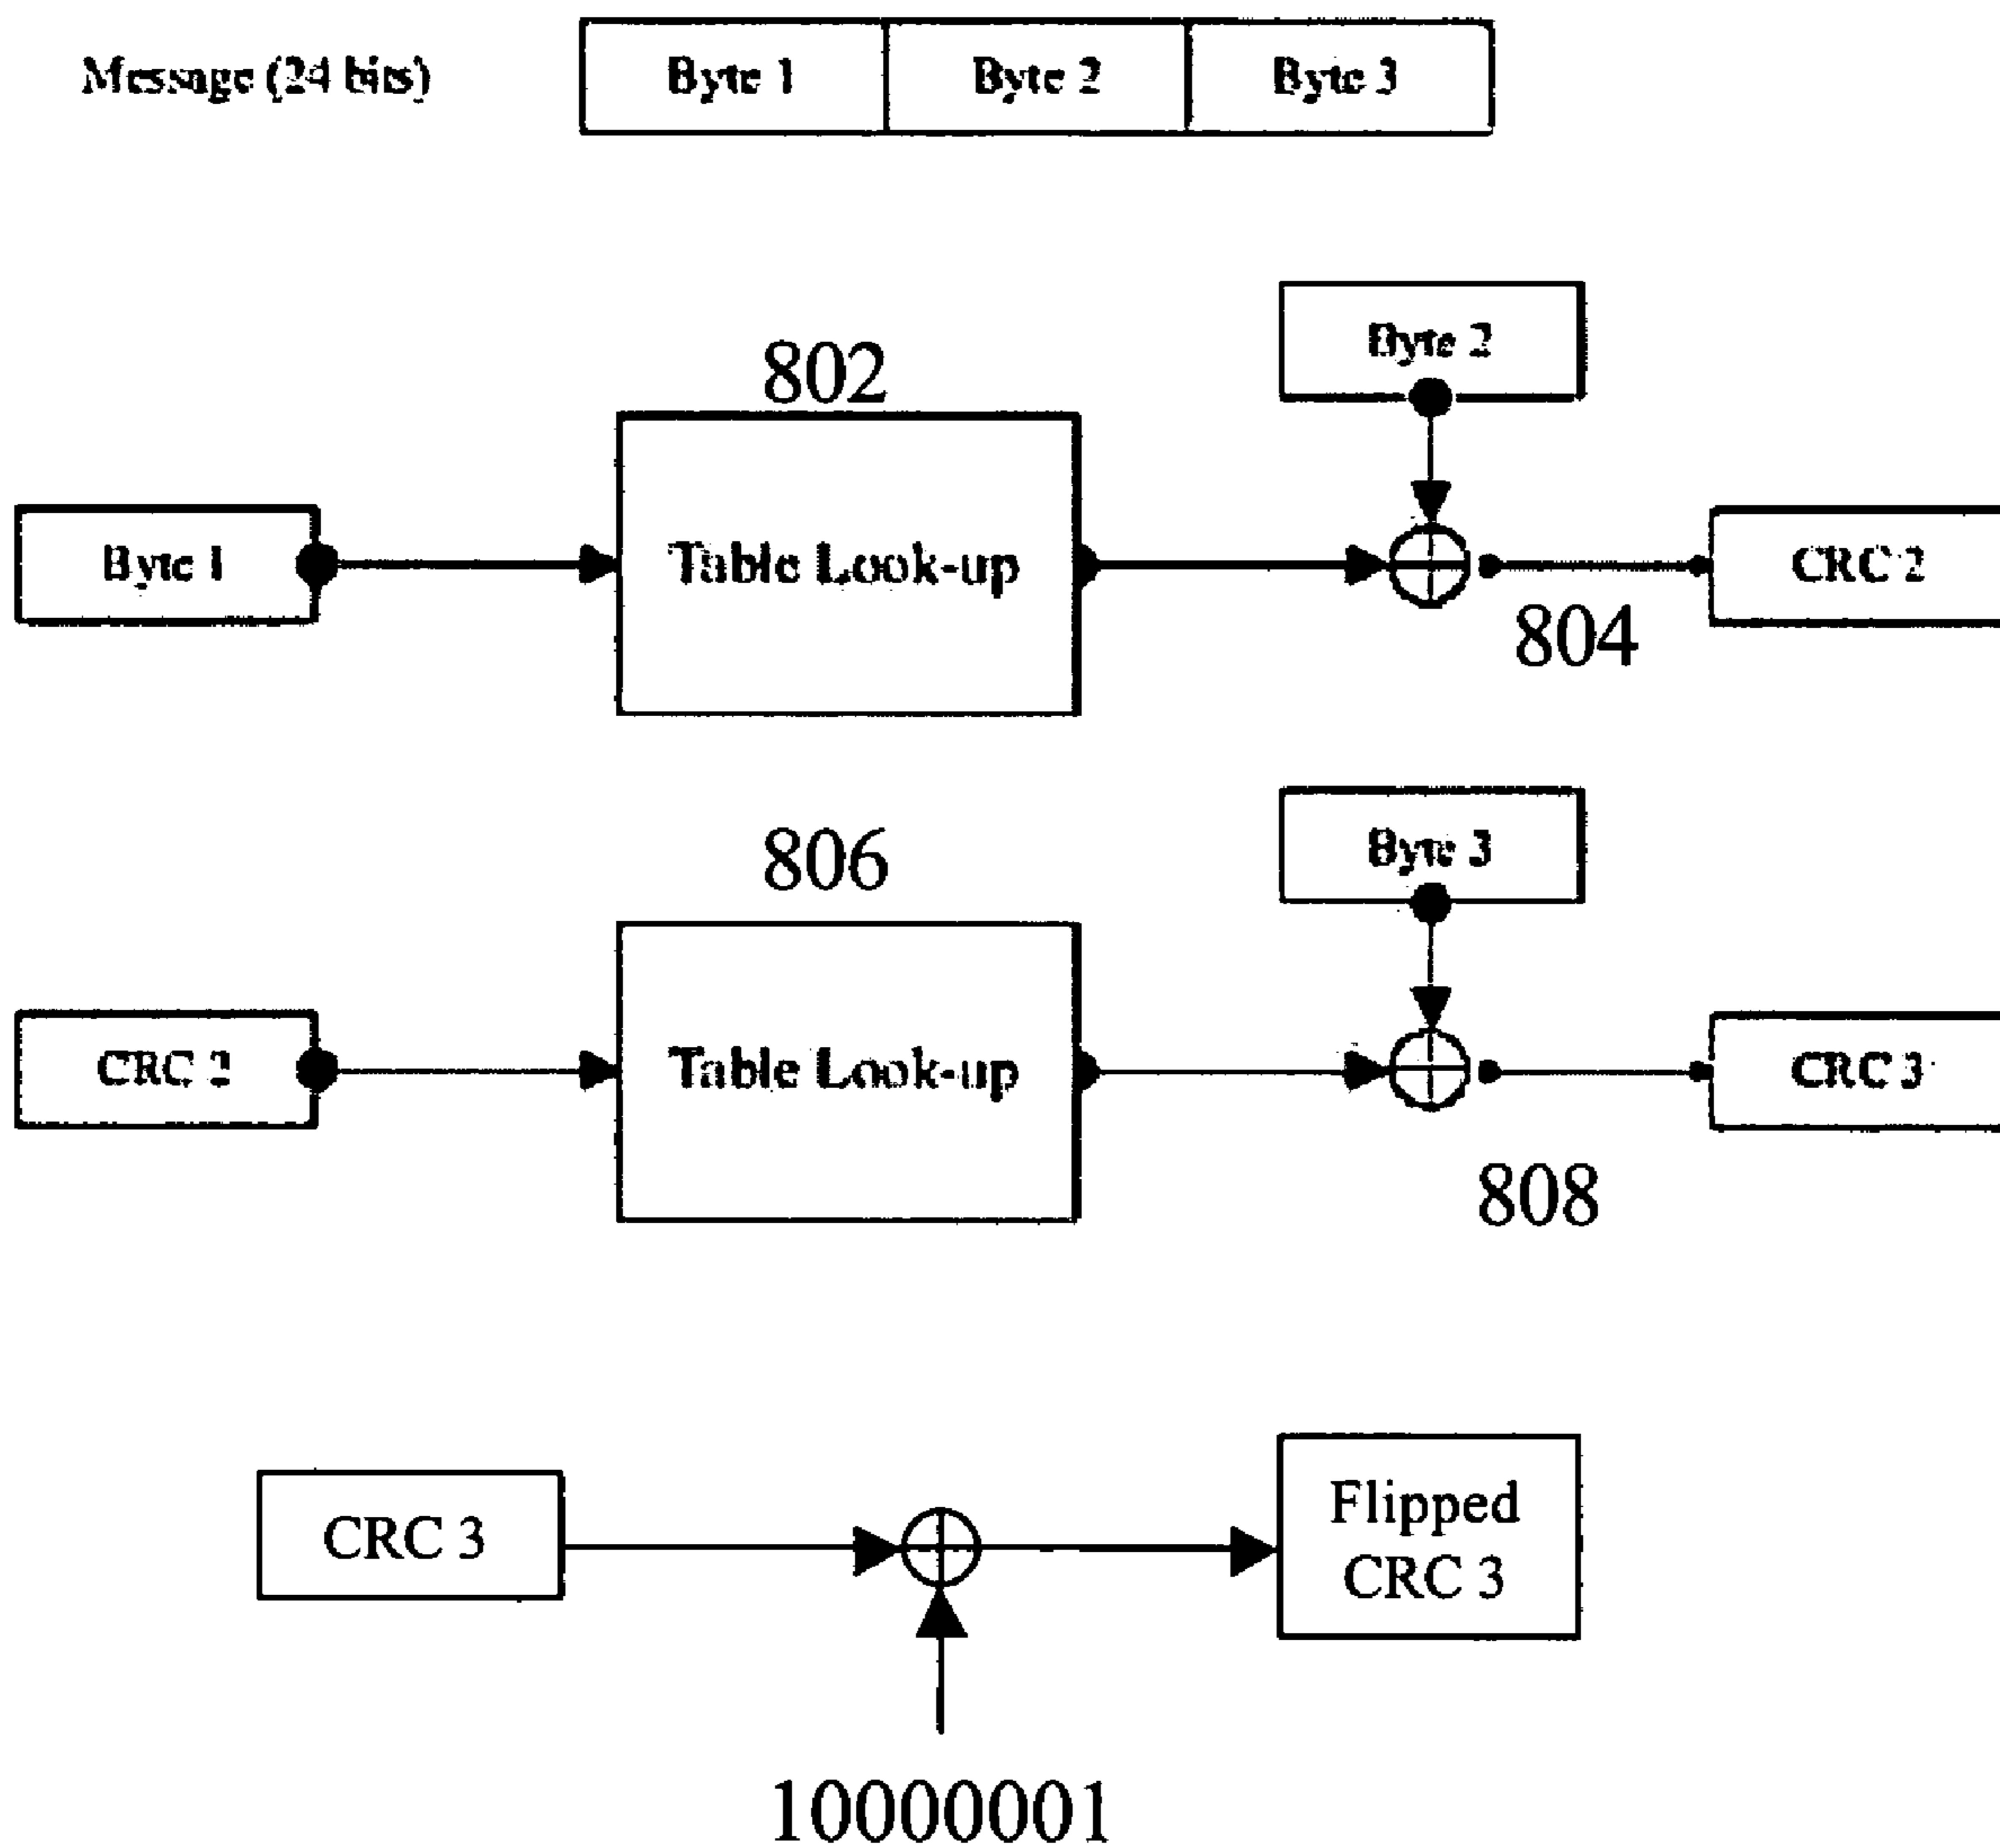 Message (24 bits) Byte 1 Byte 2 Byte 3
Byte 2
802
Byte 1 Table Look-up CRC 2
804
Byte 3
806
CRC 2 Table Look-up CRC 3
808
CRC 3 Flipped
CRC 3
10000001